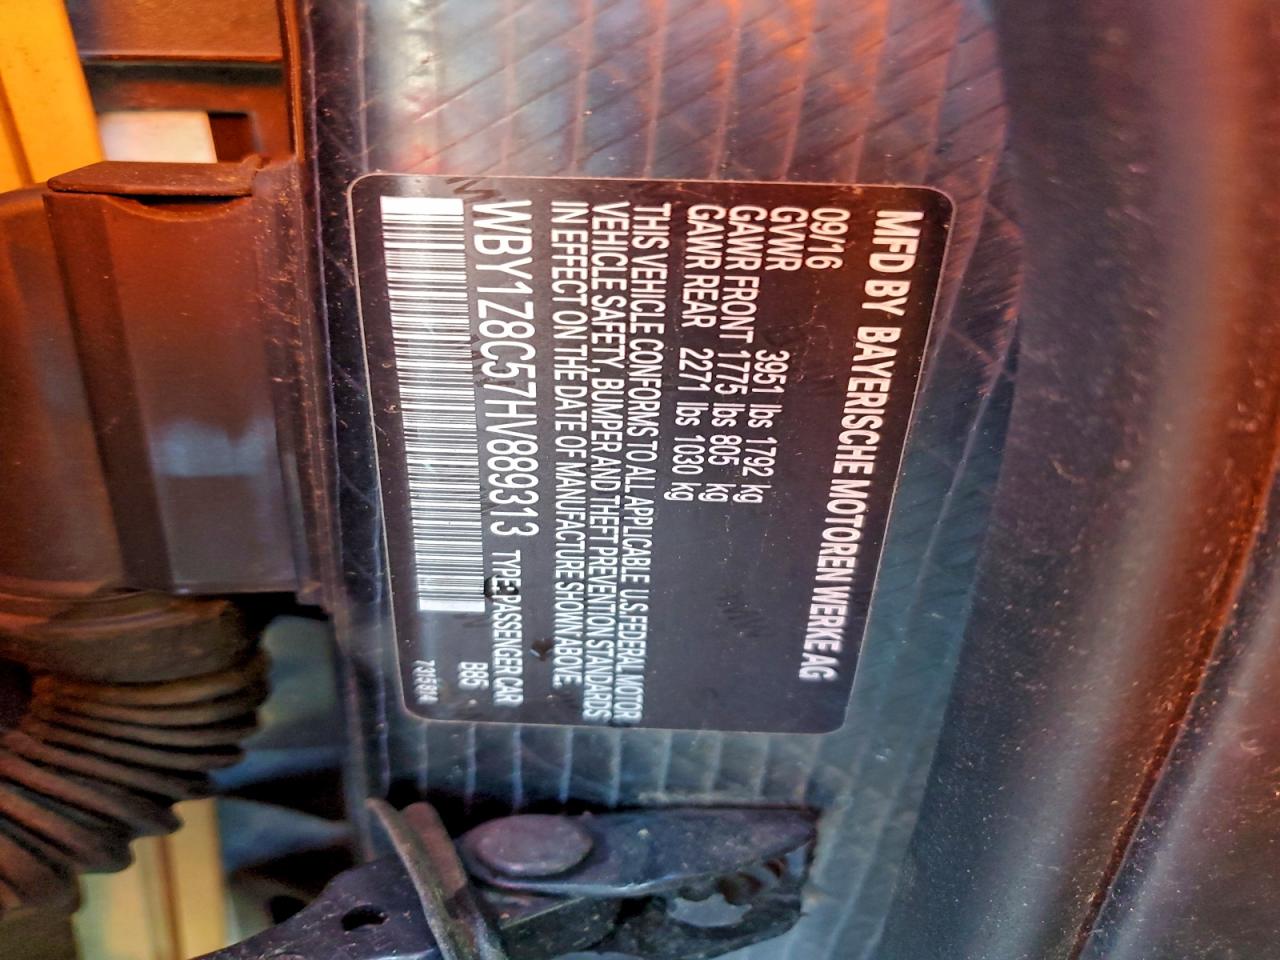 MFD BY BAYERISCHE MOTOREN WERKE AG
09/16
GVWR 3951 lbs 1792 kg
GAWR FRONT 1775 lbs 805 kg
GAWR REAR 2271 lbs 1030 kg
THIS VEHICLE CONFORMS TO ALL APPLICABLE U.S.FEDERAL MOTOR
VEHICLE SAFETY, BUMPER AND THEFT PREVENTION STANDARDS
IN EFFECT ON THE DATE OF MANUFACTURE SHOWN ABOVE.
WBY1Z8C57HV889313 TYPE:PASSENGER CAR
B85